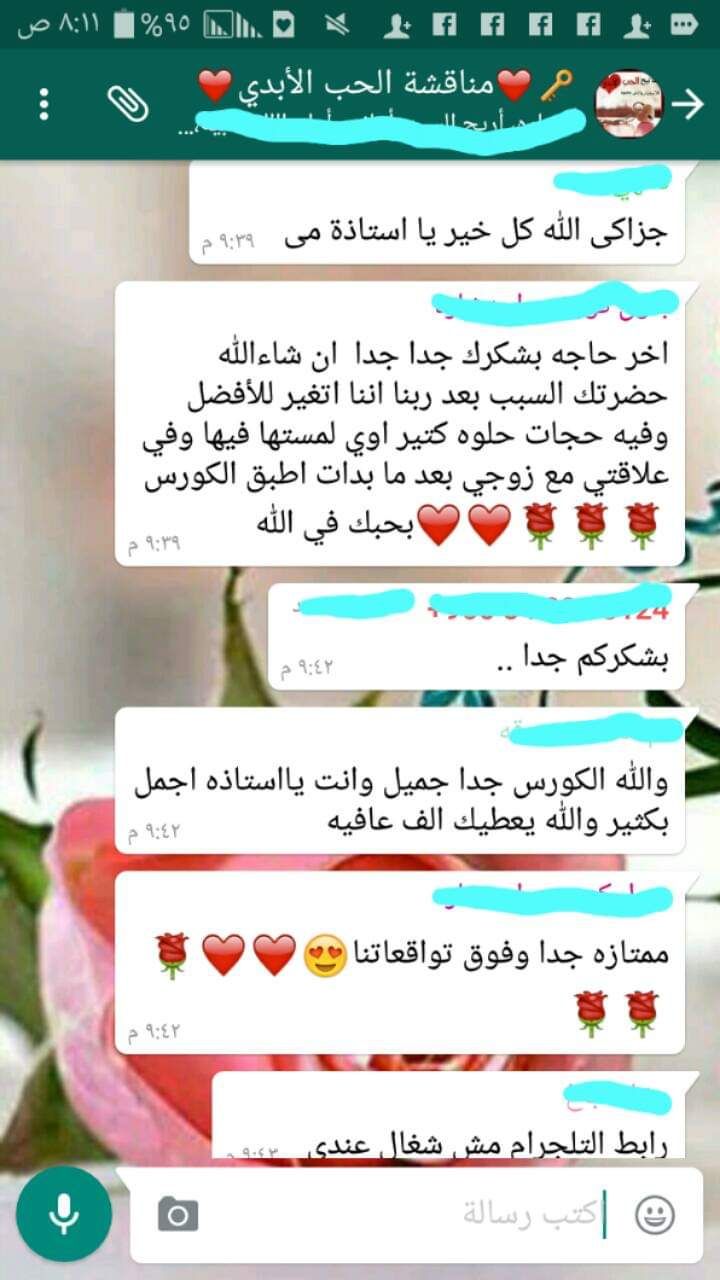 ٨:١١ ص
%٩٥
مناقشة الحب الأبدي
جزاكى الله كل خير يا استاذة مى
٩:٣٩ م
اخر حاجه بشكرك جدا جدا ان شاءالله
حضرتك السبب بعد ربنا اننا اتغير للأفضل
وفيه حجات حلوه كتير اوي لمستها فيها وفي
علاقتي مع زوجي بعد ما بدات اطبق الكورس
🌹🌹🌹❤️❤️بحبك في الله
٩:٣٩ م
بشكركم جدا ..
٩:٤٢ م
والله الكورس جدا جميل وانت يااستاذه اجمل
بكثير والله يعطيك الف عافيه
٩:٤٢ م
ممتازه جدا وفوق تواقعاتنا😍❤️❤️🌹
🌹🌹
٩:٤٢ م
رابط التلجرام مش شغال عندي
٩:٤٣ م
اكتب رسالة